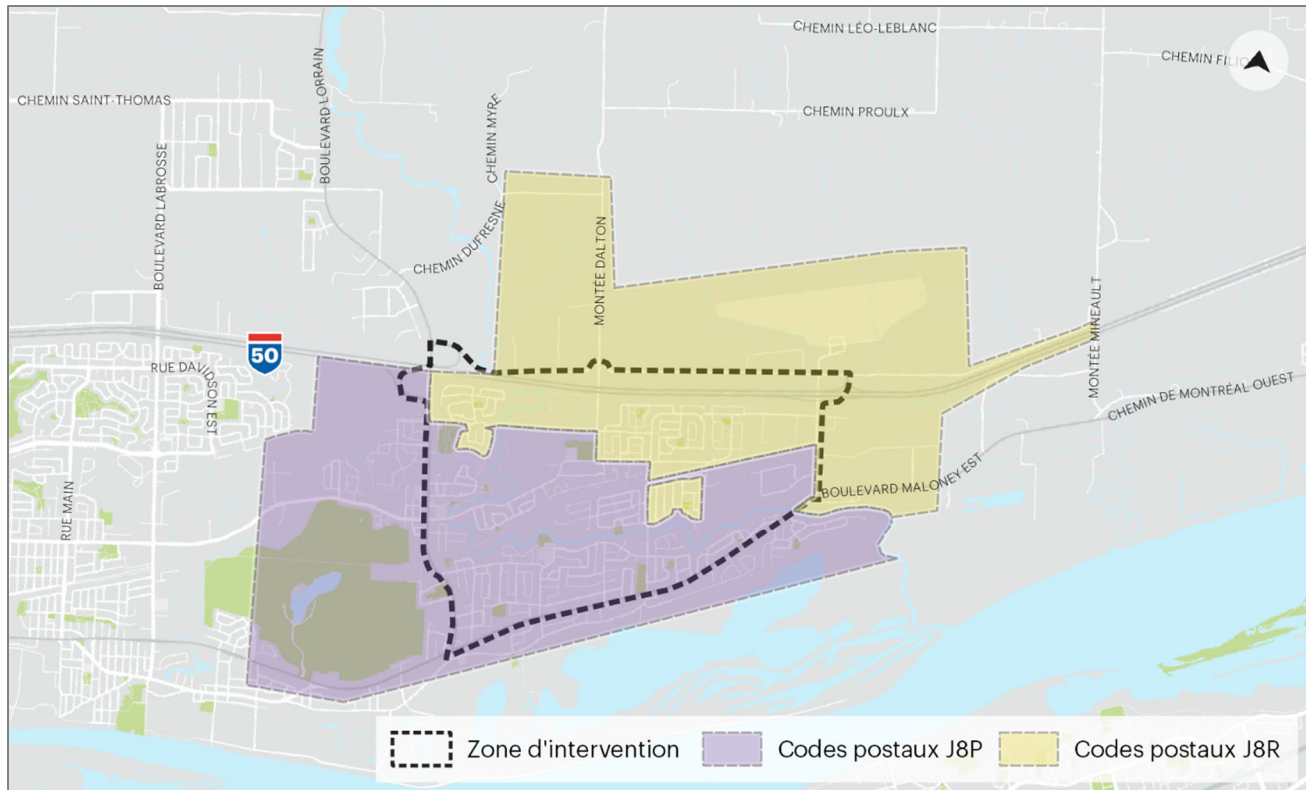 CHEMIN LÉO-LEBLANC
CHEMIN FILIO
CHEMIN SAINT-THOMAS
BOULEVARD LORRAIN
CHEMIN MYRE
CHEMIN PROULX
BOULEVARD LABROSSE
CHEMIN DUFRESNE
MONTÉE DALTON
MONTÉE MINEAULT
50
RUE DAVIDSON EST
CHEMIN DE MONTRÉAL OUEST
RUE MAIN
BOULEVARD MALONEY EST
Zone d'intervention
Codes postaux J8P
Codes postaux J8R